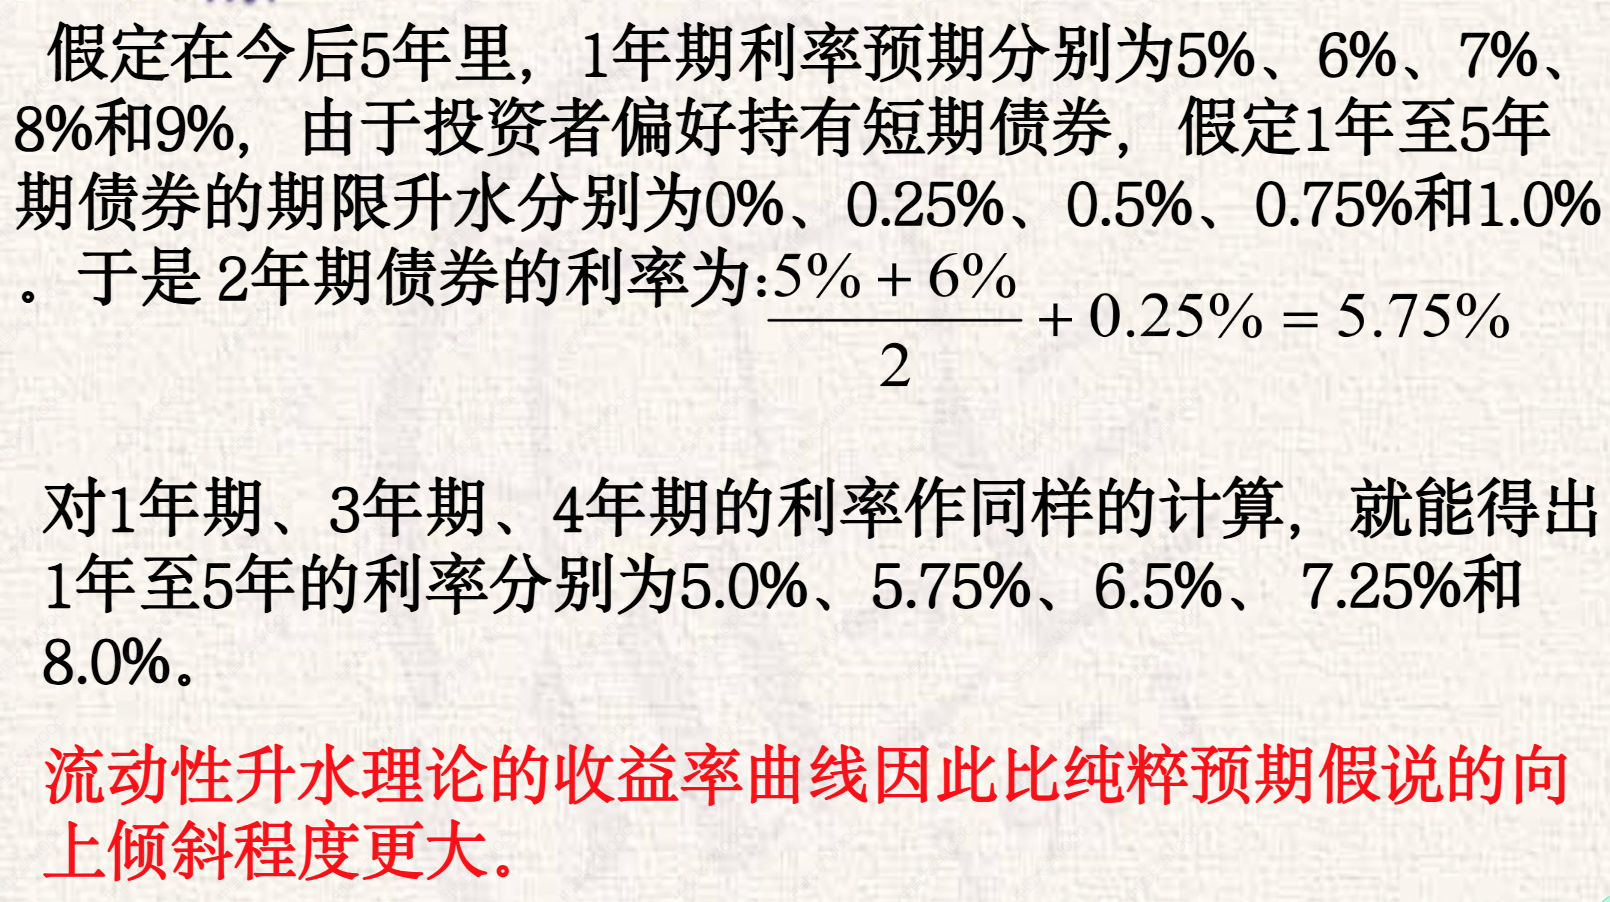 假定在今后5年里，1年期利率预期分别为5%、6%、7%、
8%和9%，由于投资者偏好持有短期债券，假定1年至5年
期债券的期限升水分别为0%、0.25%、0.5%、0.75%和1.0%
。于是2年期债券的利率为:
5% + 6%
2
+ 0.25% = 5.75%
对1年期、3年期、4年期的利率作同样的计算，就能得出
1年至5年的利率分别为5.0%、5.75%、6.5%、 7.25%和
8.0%。
流动性升水理论的收益率曲线因此比纯粹预期假说的向
上倾斜程度更大。